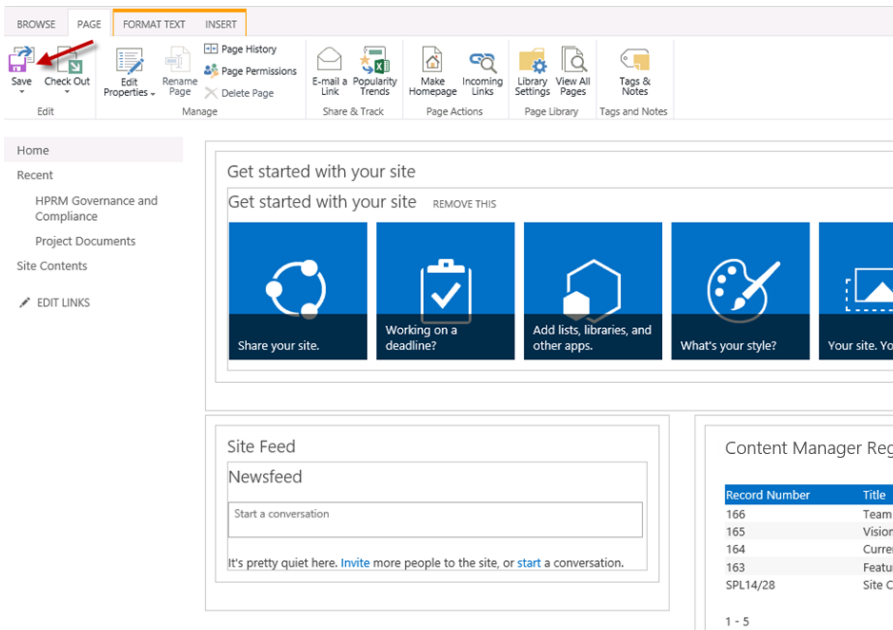 BROWSE PAGE FORMAT TEXT INSERT
Save
Check Out
Edit
Edit
Properties
Rename
Page
Page History
Page Permissions
Delete Page
Manage
E-mail a
Link
Popularity
Trends
Share & Track
Make
Homepage
Incoming
Links
Page Actions
Library
Settings
View All
Pages
Page Library
Tags &
Notes
Tags and Notes
Home
Recent
HPRM Governance and
Compliance
Project Documents
Site Contents
EDIT LINKS
Get started with your site
Get started with your site REMOVE THIS
Share your site.
Working on a
deadline?
Add lists, libraries, and
other apps.
What's your style?
Your site. Yo
Site Feed
Newsfeed
Start a conversation
It's pretty quiet here. Invite more people to the site, or start a conversation.
Content Manager Reg
Record Number Title
166 Team
165 Vision
164 Curre
163 Featu
SPL14/28 Site C
1 - 5